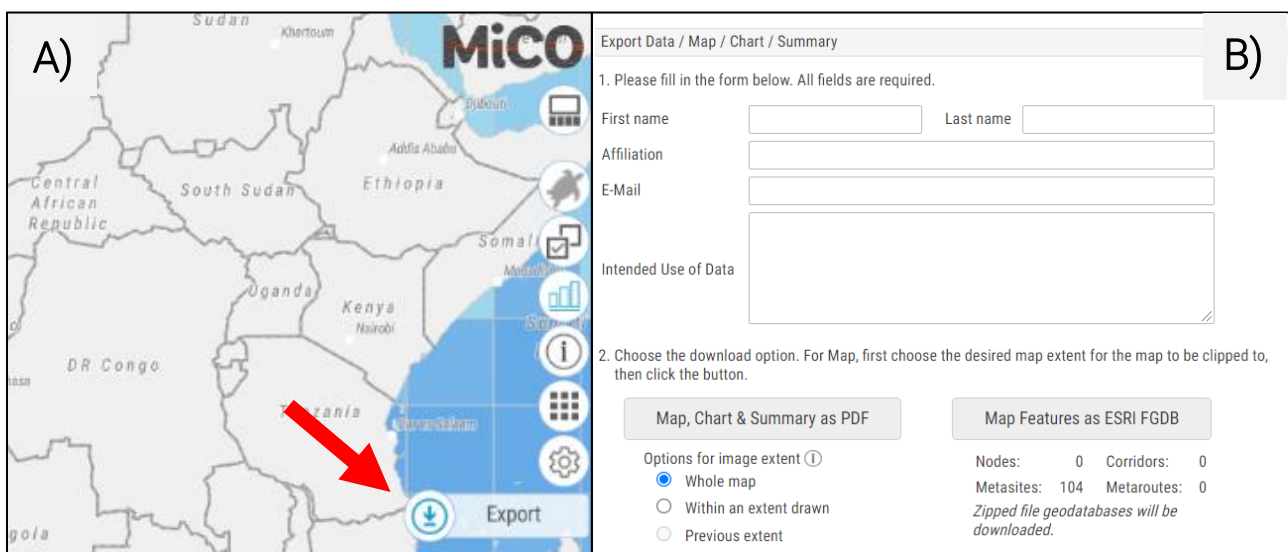 A)
Sudan
Khartoum
MiCO
Djibouti
Addis Ababa
Central
African
Republic
South Sudan
Ethiopia
Somali
Uganda
Kenya
Nairobi
DR Congo
Tanzania
Dar es Salaam
Export
B)
Export Data / Map / Chart / Summary
1. Please fill in the form below. All fields are required.
First name
Last name
Affiliation
E-Mail
Intended Use of Data
2. Choose the download option. For Map, first choose the desired map extent for the map to be clipped to,
then click the button.
Map, Chart & Summary as PDF
Map Features as ESRI FGDB
Options for image extent i
Whole map
Within an extent drawn
Previous extent
Nodes: 0 Corridors: 0
Metasites: 104 Metaroutes: 0
Zipped file geodatabases will be
downloaded.